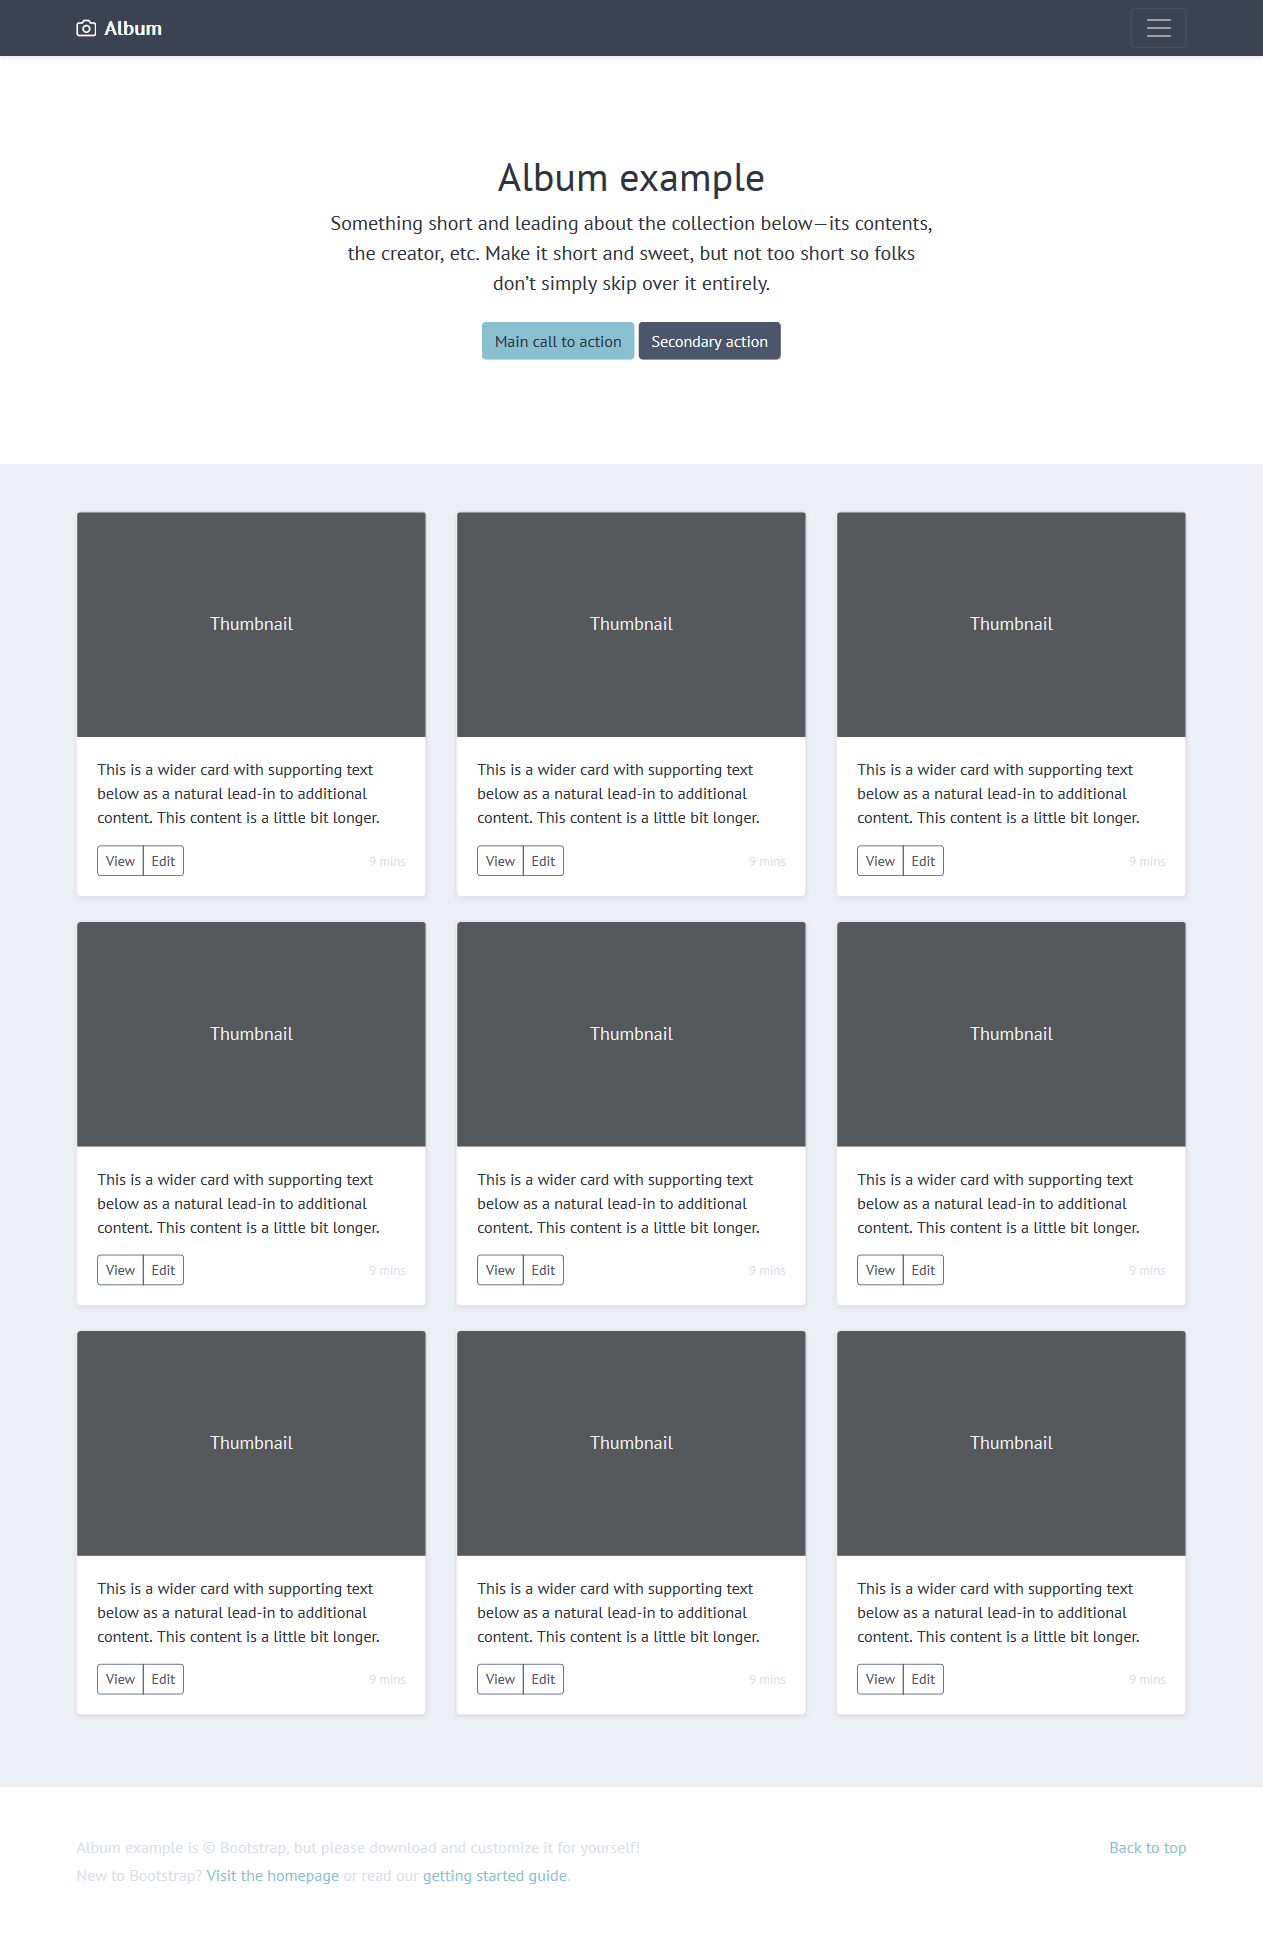 Album
Album example
Something short and leading about the collection below—its contents,
the creator, etc. Make it short and sweet, but not too short so folks
don’t simply skip over it entirely.
Main call to action Secondary action
Thumbnail Thumbnail Thumbnail
This is a wider card with supporting text
below as a natural lead-in to additional
content. This content is a little bit longer.
View Edit 9 mins
This is a wider card with supporting text
below as a natural lead-in to additional
content. This content is a little bit longer.
View Edit 9 mins
This is a wider card with supporting text
below as a natural lead-in to additional
content. This content is a little bit longer.
View Edit 9 mins
Thumbnail Thumbnail Thumbnail
This is a wider card with supporting text
below as a natural lead-in to additional
content. This content is a little bit longer.
View Edit 9 mins
This is a wider card with supporting text
below as a natural lead-in to additional
content. This content is a little bit longer.
View Edit 9 mins
This is a wider card with supporting text
below as a natural lead-in to additional
content. This content is a little bit longer.
View Edit 9 mins
Thumbnail Thumbnail Thumbnail
This is a wider card with supporting text
below as a natural lead-in to additional
content. This content is a little bit longer.
View Edit 9 mins
This is a wider card with supporting text
below as a natural lead-in to additional
content. This content is a little bit longer.
View Edit 9 mins
This is a wider card with supporting text
below as a natural lead-in to additional
content. This content is a little bit longer.
View Edit 9 mins
Album example is © Bootstrap, but please download and customize it for yourself! Back to top
New to Bootstrap? Visit the homepage or read our getting started guide.